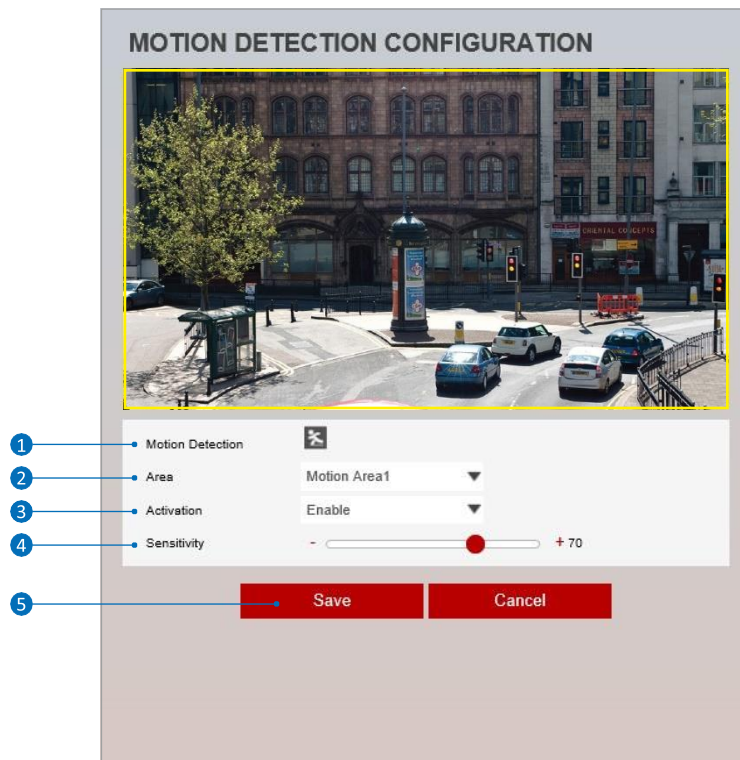 MOTION DETECTION CONFIGURATION
ORIENTAL CONCEPTS
1 Motion Detection
2 Area Motion Area1
3 Activation Enable
4 Sensitivity - + 70
5 Save Cancel